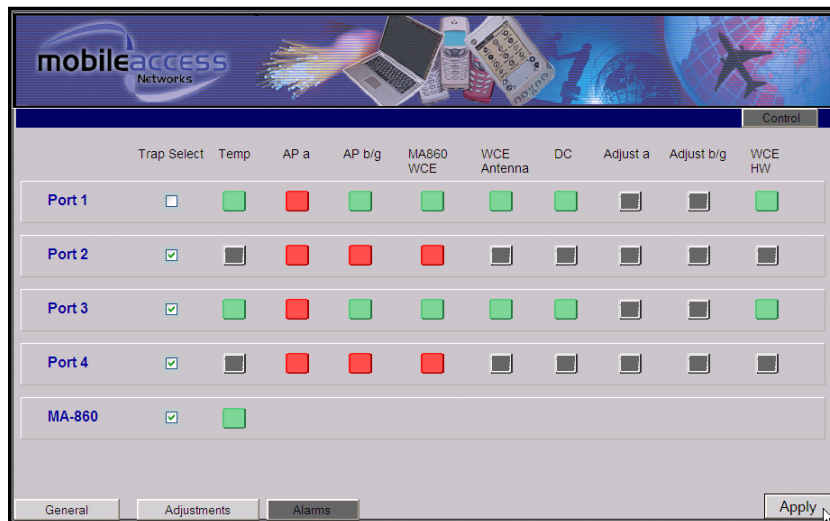 mobileaccess
Networks
Control
Trap Select Temp AP a AP b/g MA860 WCE Antenna DC Adjust a Adjust b/g WCE HW
Port 1
Port 2
Port 3
Port 4
MA-860
General Adjustments Alarms Apply